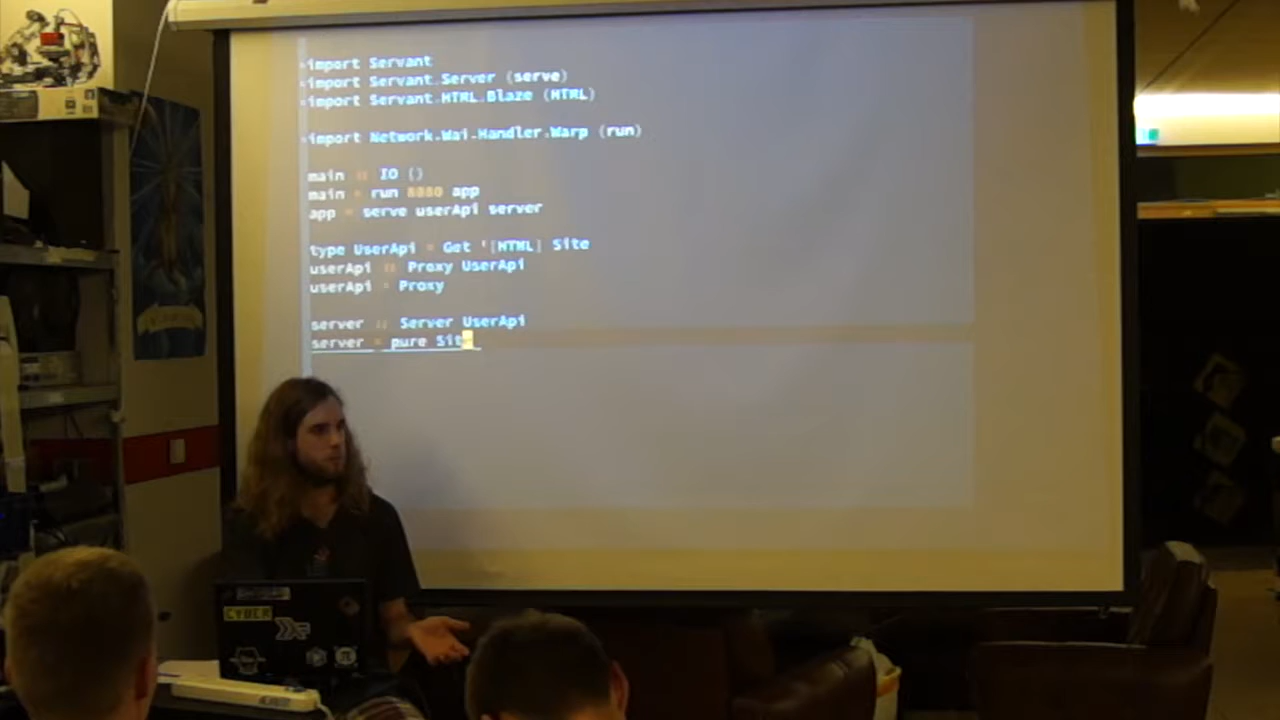 import Servant
import Servant.Server (serve)
import Servant.HTML.Blaze (HTML)
import Network.Wai.Handler.Warp (run)
main :: IO ()
main = run 8080 app
app = serve userApi server
type UserApi = Get '[HTML] Site
userApi :: Proxy UserApi
userApi = Proxy
server :: Server UserApi
server = pure Sit
CYBER